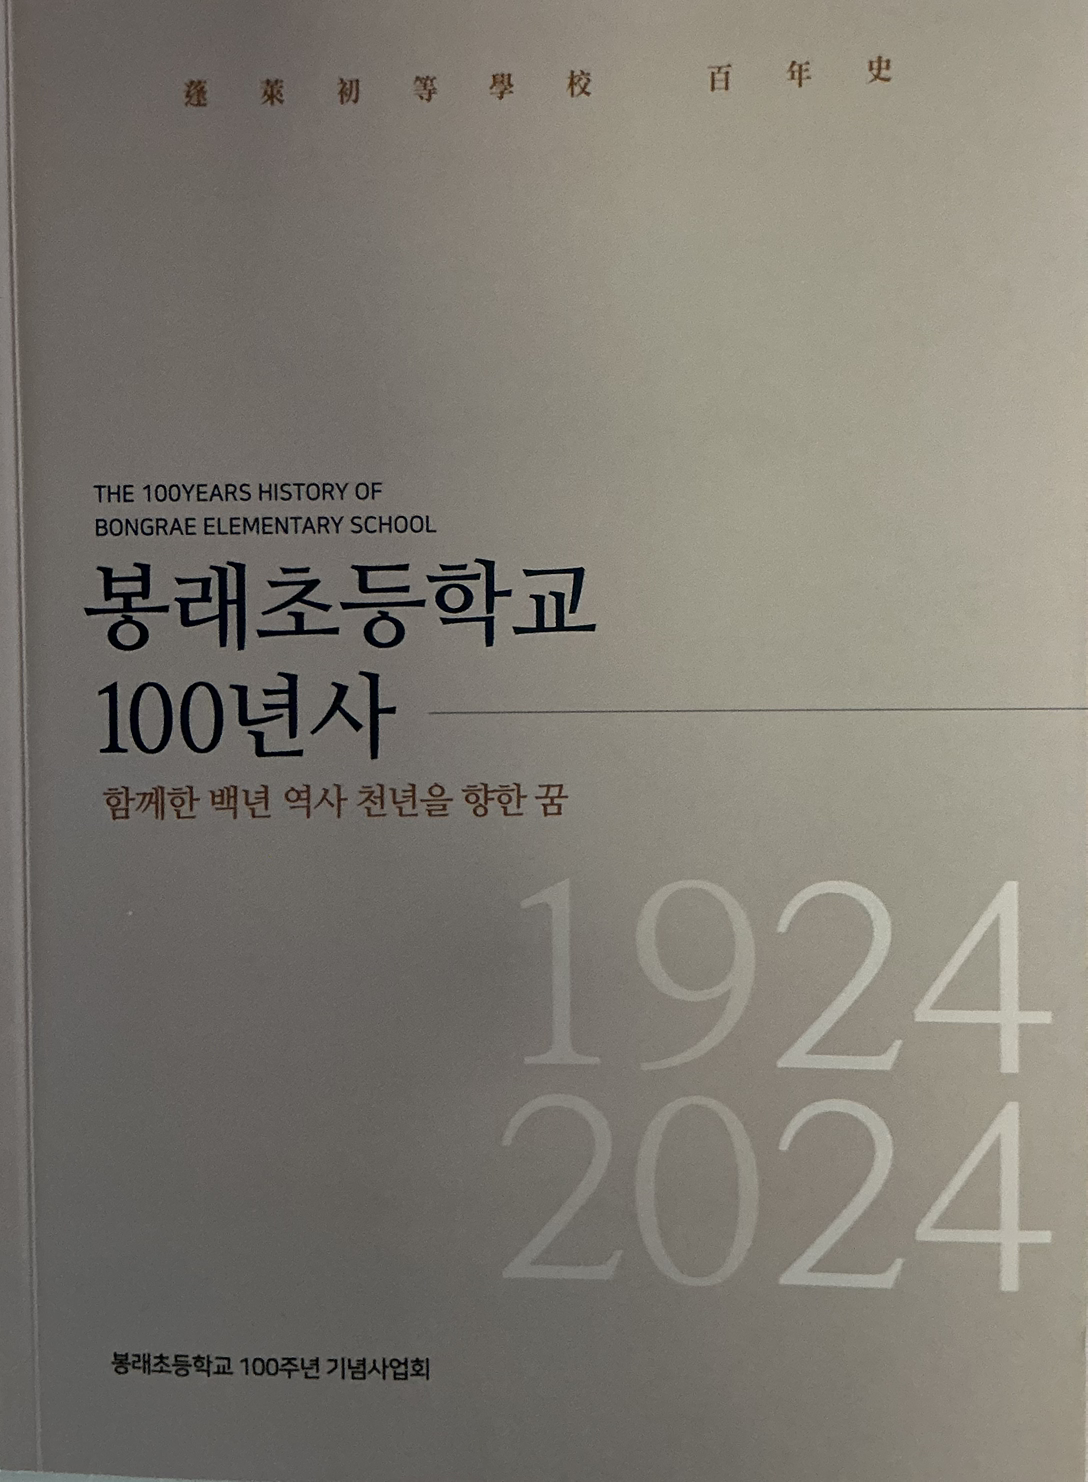 蓬萊初等學校 百年史
THE 100YEARS HISTORY OF
BONGRAE ELEMENTARY SCHOOL
봉래초등학교
100년사
함께한 백년 역사 천년을 향한 꿈
1924
2024
봉래초등학교 100주년 기념사업회